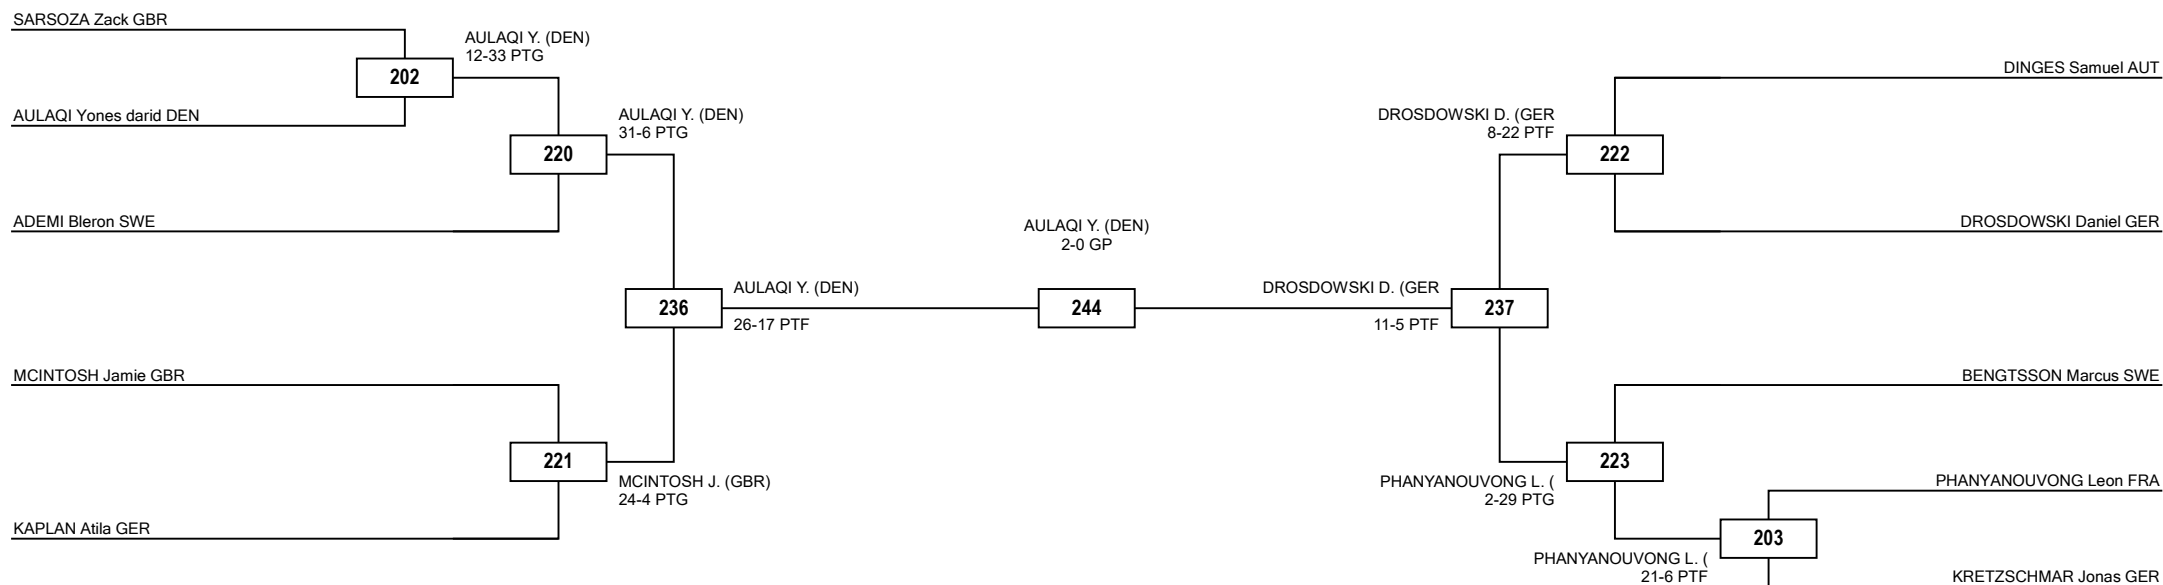 SARSOZA Zack GBR
AULAQI Y. (DEN)
12-33 PTG
202
AULAQI Yones darid DEN
AULAQI Y. (DEN)
31-6 PTG
220
ADEMI Bleron SWE
AULAQI Y. (DEN)
26-17 PTF
236
MCINTOSH Jamie GBR
221
MCINTOSH J. (GBR)
24-4 PTG
KAPLAN Atila GER
AULAQI Y. (DEN)
2-0 GP
244
DINGES Samuel AUT
DROSDOWSKI D. (GER
8-22 PTF
222
DROSDOWSKI Daniel GER
DROSDOWSKI D. (GER
11-5 PTF
237
BENGTSSON Marcus SWE
223
PHANYANOUVONG L. (
2-29 PTG
PHANYANOUVONG Leon FRA
203
PHANYANOUVONG L. (
21-6 PTF
KRETZSCHMAR Jonas GER